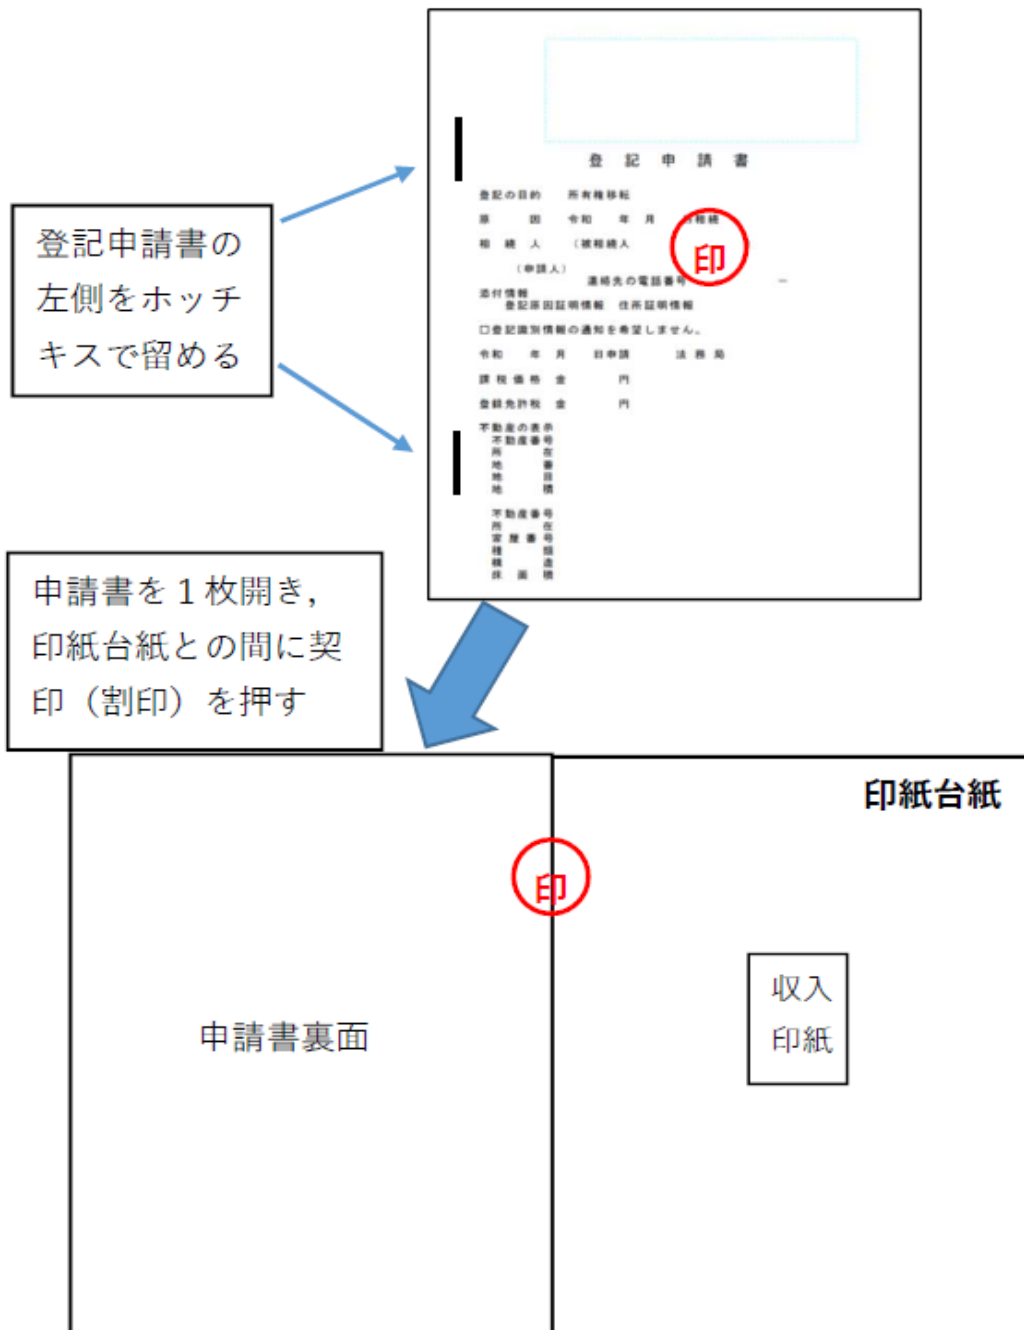 登記申請書
登記の目的 所有権移転
原 因 令和 年 月 日相続
印
相続人 (被相続人
(申請人)
連絡先の電話番号 －
添付情報
登記原因証明情報 住所証明情報
□登記識別情報の通知を希望しません。
令和 年 月 日申請 法務局
課税価格 金 円
登録免許税 金 円
不動産の表示
不動産番号
所 在
地 番
地 目
地 積
不動産番号
所 在
家屋番号
種 類
構 造
床面積
登記申請書の
左側をホッチ
キスで留める
申請書を１枚開き,
印紙台紙との間に契
印（割印）を押す
印紙台紙
印
申請書裏面
収入
印紙